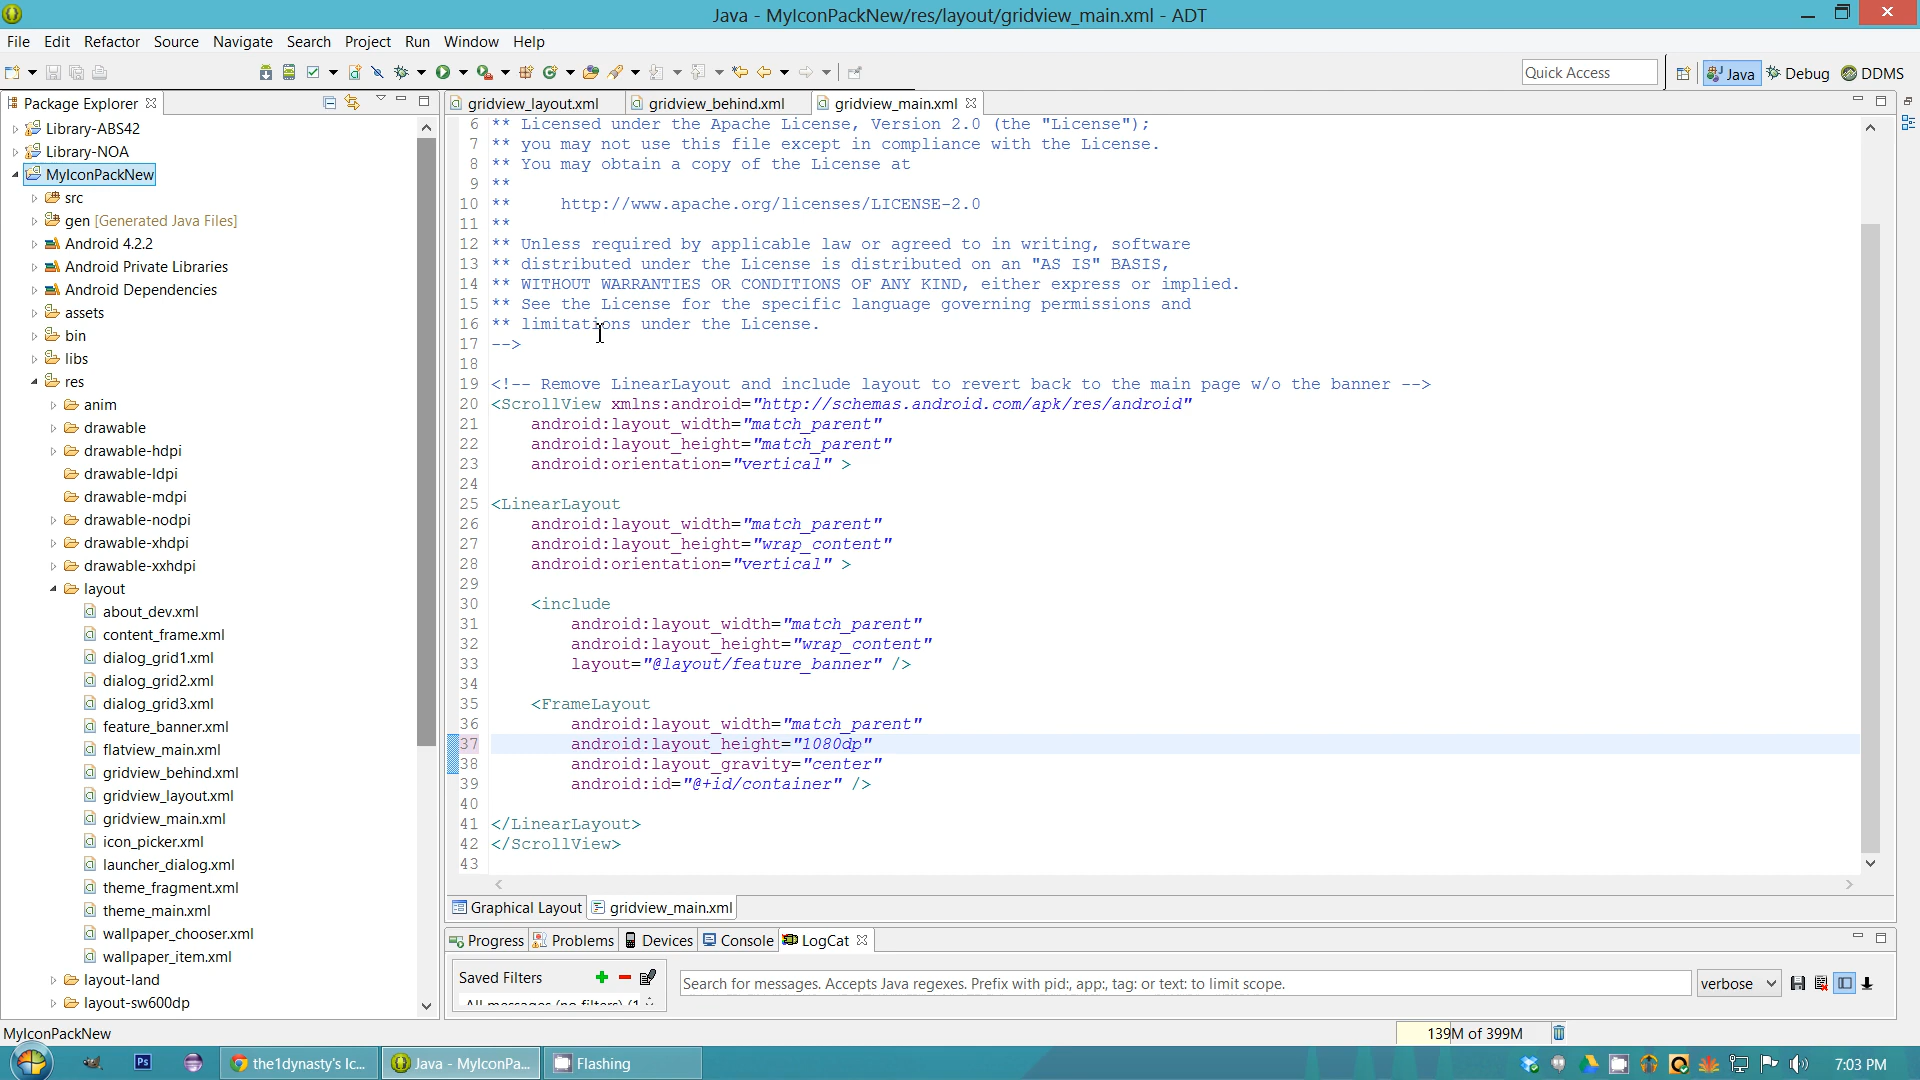 Java - MyIconPackNew/res/layout/gridview_main.xml - ADT
File Edit Refactor Source Navigate Search Project Run Window Help
Quick Access
Java
Debug
DDMS
Package Explorer
Library-ABS42
Library-NOA
MyIconPackNew
src
gen [Generated Java Files]
Android 4.2.2
Android Private Libraries
Android Dependencies
assets
bin
libs
res
anim
drawable
drawable-hdpi
drawable-ldpi
drawable-mdpi
drawable-nodpi
drawable-xhdpi
drawable-xxhdpi
layout
about_dev.xml
content_frame.xml
dialog_grid1.xml
dialog_grid2.xml
dialog_grid3.xml
feature_banner.xml
flatview_main.xml
gridview_behind.xml
gridview_layout.xml
gridview_main.xml
icon_picker.xml
launcher_dialog.xml
theme_fragment.xml
theme_main.xml
wallpaper_chooser.xml
wallpaper_item.xml
layout-land
layout-sw600dp
gridview_layout.xml gridview_behind.xml gridview_main.xml
6 ** Licensed under the Apache License, Version 2.0 (the "License");
7 ** you may not use this file except in compliance with the License.
8 ** You may obtain a copy of the License at
9 **
10 ** http://www.apache.org/licenses/LICENSE-2.0
11 **
12 ** Unless required by applicable law or agreed to in writing, software
13 ** distributed under the License is distributed on an "AS IS" BASIS,
14 ** WITHOUT WARRANTIES OR CONDITIONS OF ANY KIND, either express or implied.
15 ** See the License for the specific language governing permissions and
16 ** limitations under the License.
17 -->
18
19 <!-- Remove LinearLayout and include layout to revert back to the main page w/o the banner -->
20 <ScrollView xmlns:android="http://schemas.android.com/apk/res/android"
21 android:layout_width="match_parent"
22 android:layout_height="match_parent"
23 android:orientation="vertical" >
24
25 <LinearLayout
26 android:layout_width="match_parent"
27 android:layout_height="wrap_content"
28 android:orientation="vertical" >
29
30 <include
31 android:layout_width="match_parent"
32 android:layout_height="wrap_content"
33 layout="@layout/feature_banner" />
34
35 <FrameLayout
36 android:layout_width="match_parent"
37 android:layout_height="1080dp"
38 android:layout_gravity="center"
39 android:id="@+id/container" />
40
41 </LinearLayout>
42 </ScrollView>
43
Graphical Layout gridview_main.xml
Progress Problems Devices Console LogCat
Saved Filters
All messages (no filters) (1
Search for messages. Accepts Java regexes. Prefix with pid:, app:, tag: or text: to limit scope.
verbose
MyIconPackNew
139M of 399M
Ps
the1dynasty's Ic...
Java - MyIconPa...
Flashing
7:03 PM